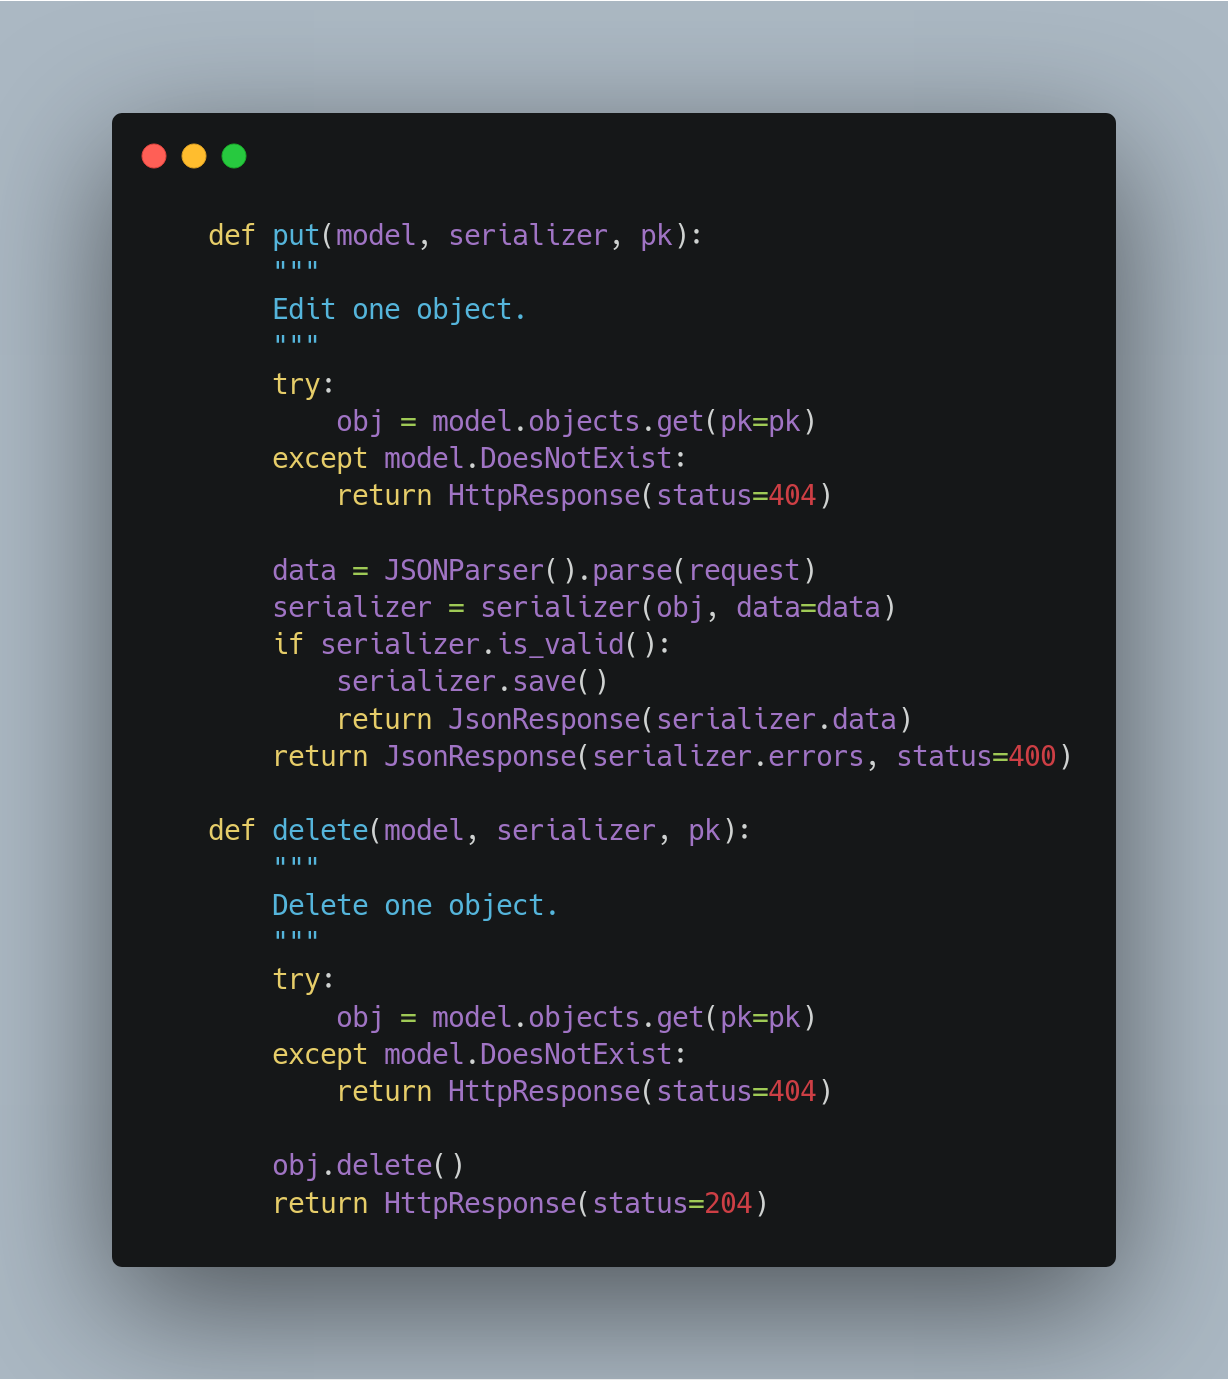 def put(model, serializer, pk):
    """
    Edit one object.
    """
    try:
        obj = model.objects.get(pk=pk)
    except model.DoesNotExist:
        return HttpResponse(status=404)

    data = JSONParser().parse(request)
    serializer = serializer(obj, data=data)
    if serializer.is_valid():
        serializer.save()
        return JsonResponse(serializer.data)
    return JsonResponse(serializer.errors, status=400)

def delete(model, serializer, pk):
    """
    Delete one object.
    """
    try:
        obj = model.objects.get(pk=pk)
    except model.DoesNotExist:
        return HttpResponse(status=404)

    obj.delete()
    return HttpResponse(status=204)